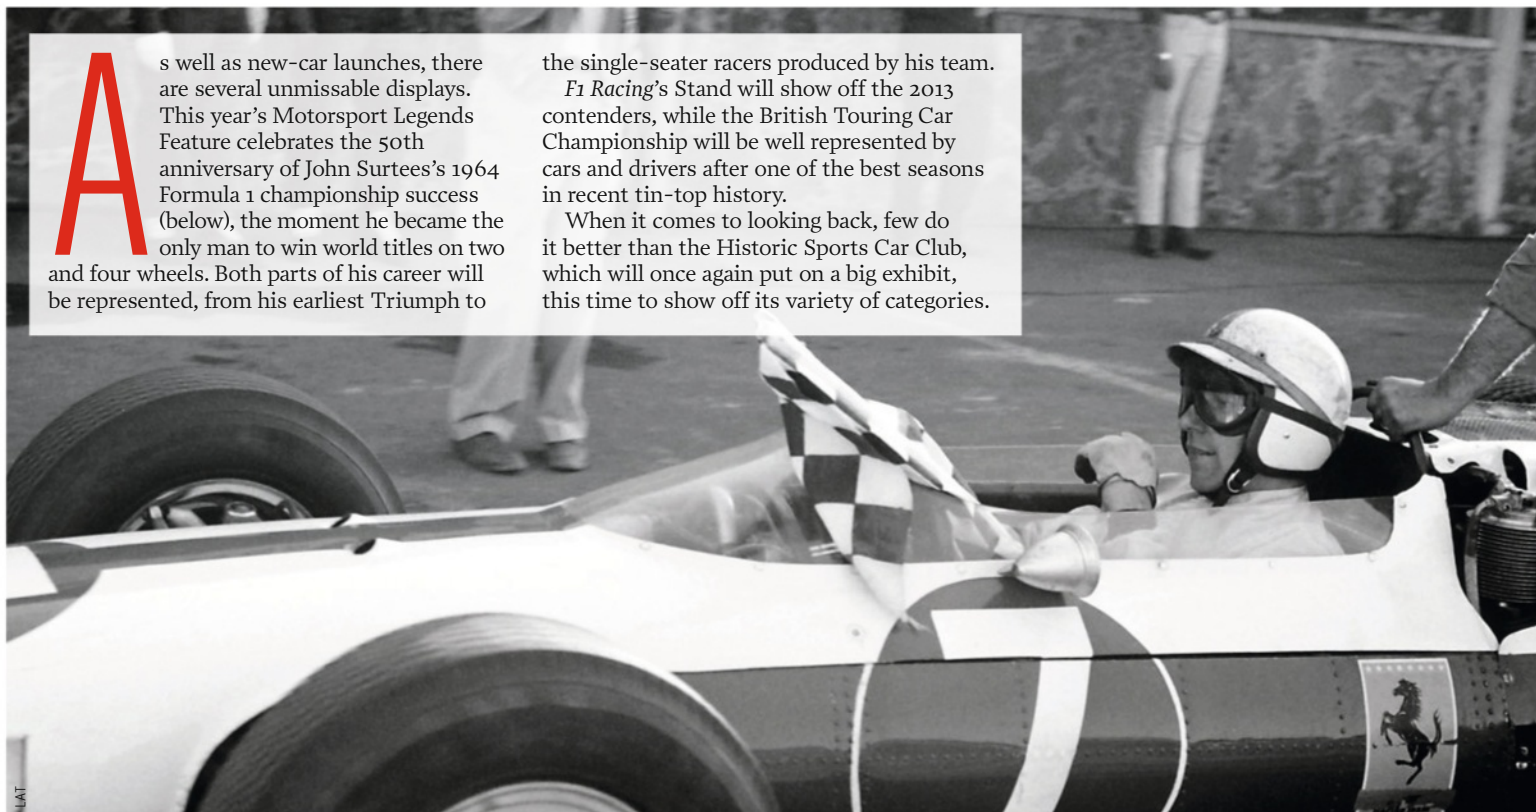 As well as new-car launches, there
are several unmissable displays.
This year's Motorsport Legends
Feature celebrates the 50th
anniversary of John Surtees's 1964
Formula 1 championship success
(below), the moment he became the
only man to win world titles on two
and four wheels. Both parts of his career will
be represented, from his earliest Triumph to
the single-seater racers produced by his team.
F1 Racing's Stand will show off the 2013
contenders, while the British Touring Car
Championship will be well represented by
cars and drivers after one of the best seasons
in recent tin-top history.
When it comes to looking back, few do
it better than the Historic Sports Car Club,
which will once again put on a big exhibit,
this time to show off its variety of categories.
7
LAT